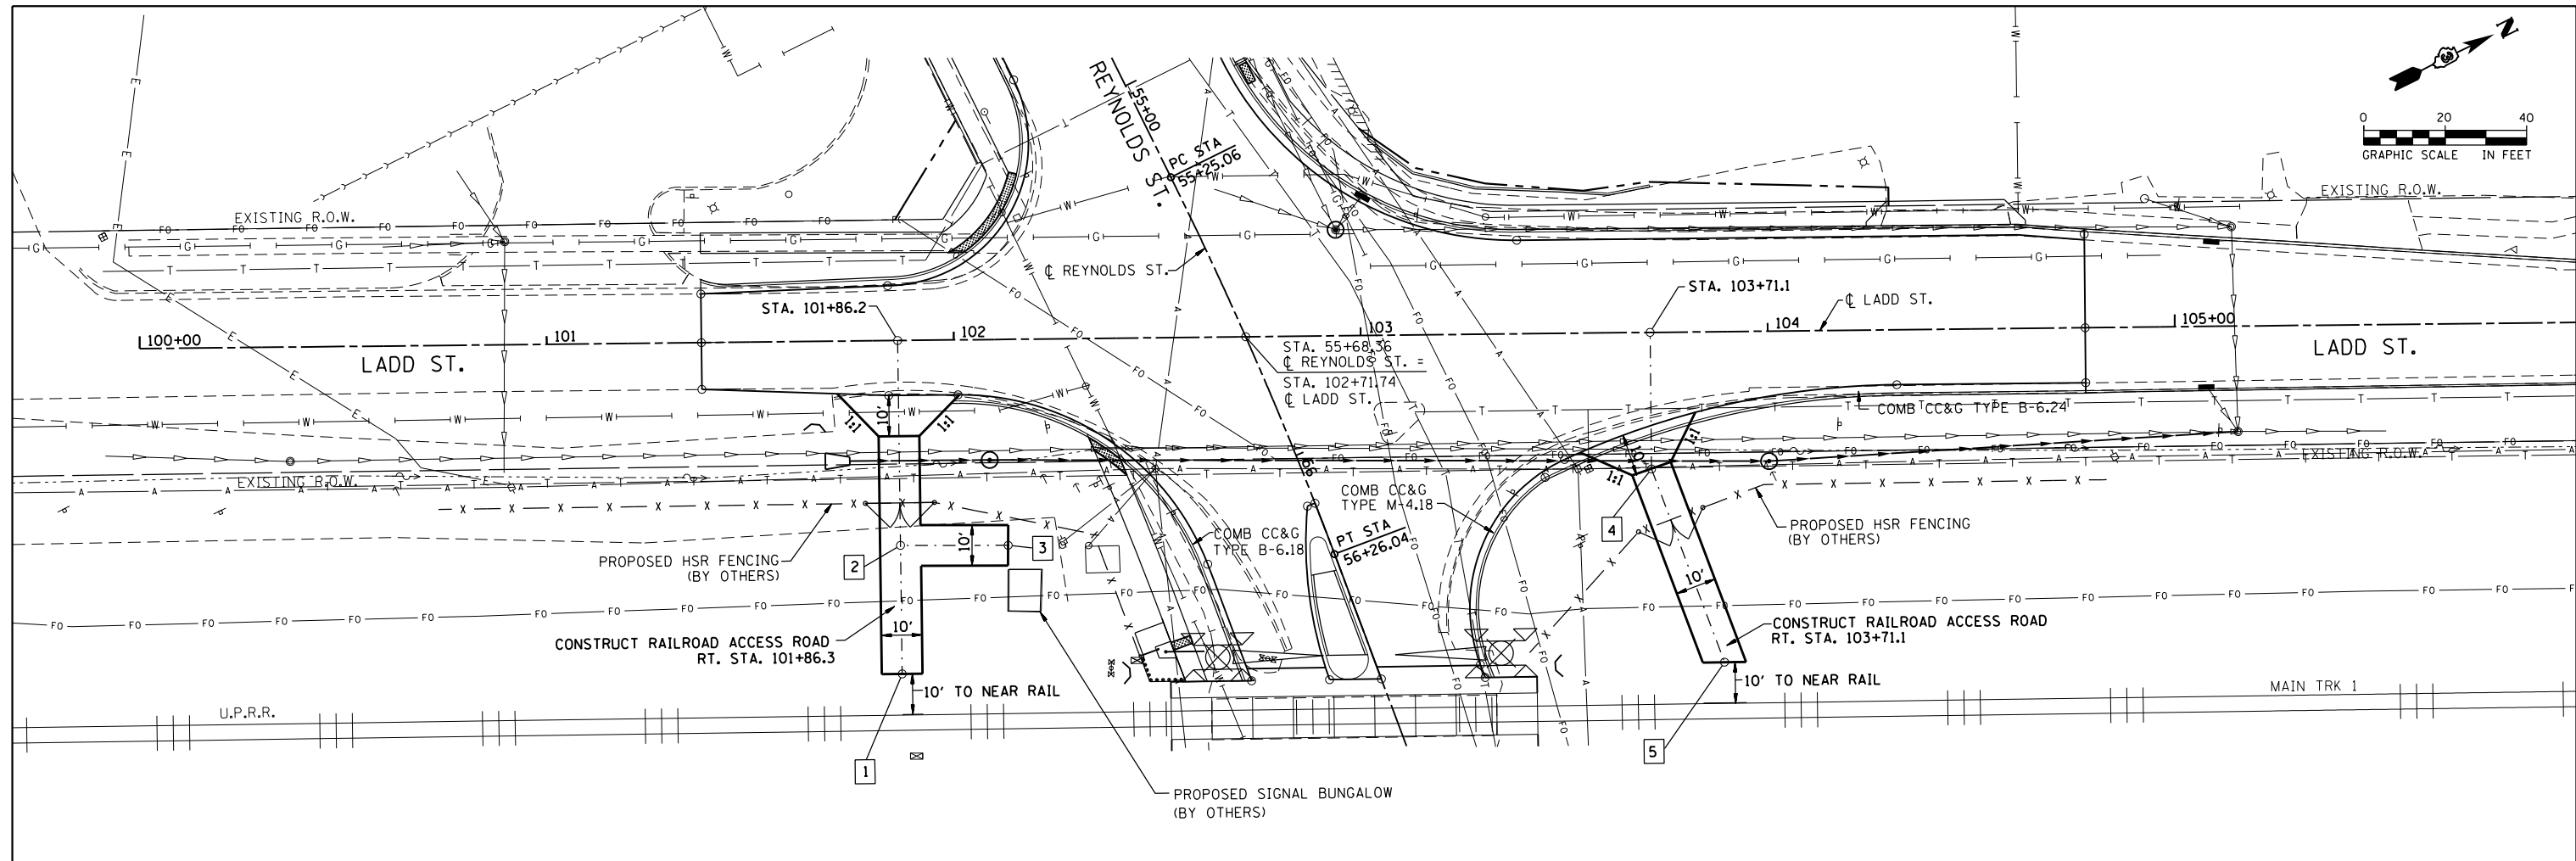 N
0 20 40
GRAPHIC SCALE IN FEET
REYNOLDS ST.
55+00
PC STA
55+25.06
EXISTING R.O.W.
EXISTING R.O.W.
℄ REYNOLDS ST.
STA. 101+86.2
STA. 103+71.1
℄ LADD ST.
100+00
101
102
103
104
105+00
LADD ST.
LADD ST.
STA. 55+68.36
℄ REYNOLDS ST. =
STA. 102+71.74
℄ LADD ST.
10'
1:1
1:1
COMB CC&G TYPE B-6.24
1:1
10'
1:1
EXISTING R.O.W.
EXISTING R.O.W.
56
COMB CC&G
TYPE M-4.18
COMB CC&G
TYPE B-6.18
PT STA
56+26.04
4
PROPOSED HSR FENCING
(BY OTHERS)
PROPOSED HSR FENCING
(BY OTHERS)
2
10'
3
10'
CONSTRUCT RAILROAD ACCESS ROAD
RT. STA. 101+86.3
10'
CONSTRUCT RAILROAD ACCESS ROAD
RT. STA. 103+71.1
10' TO NEAR RAIL
10' TO NEAR RAIL
U.P.R.R.
MAIN TRK 1
1
5
PROPOSED SIGNAL BUNGALOW
(BY OTHERS)